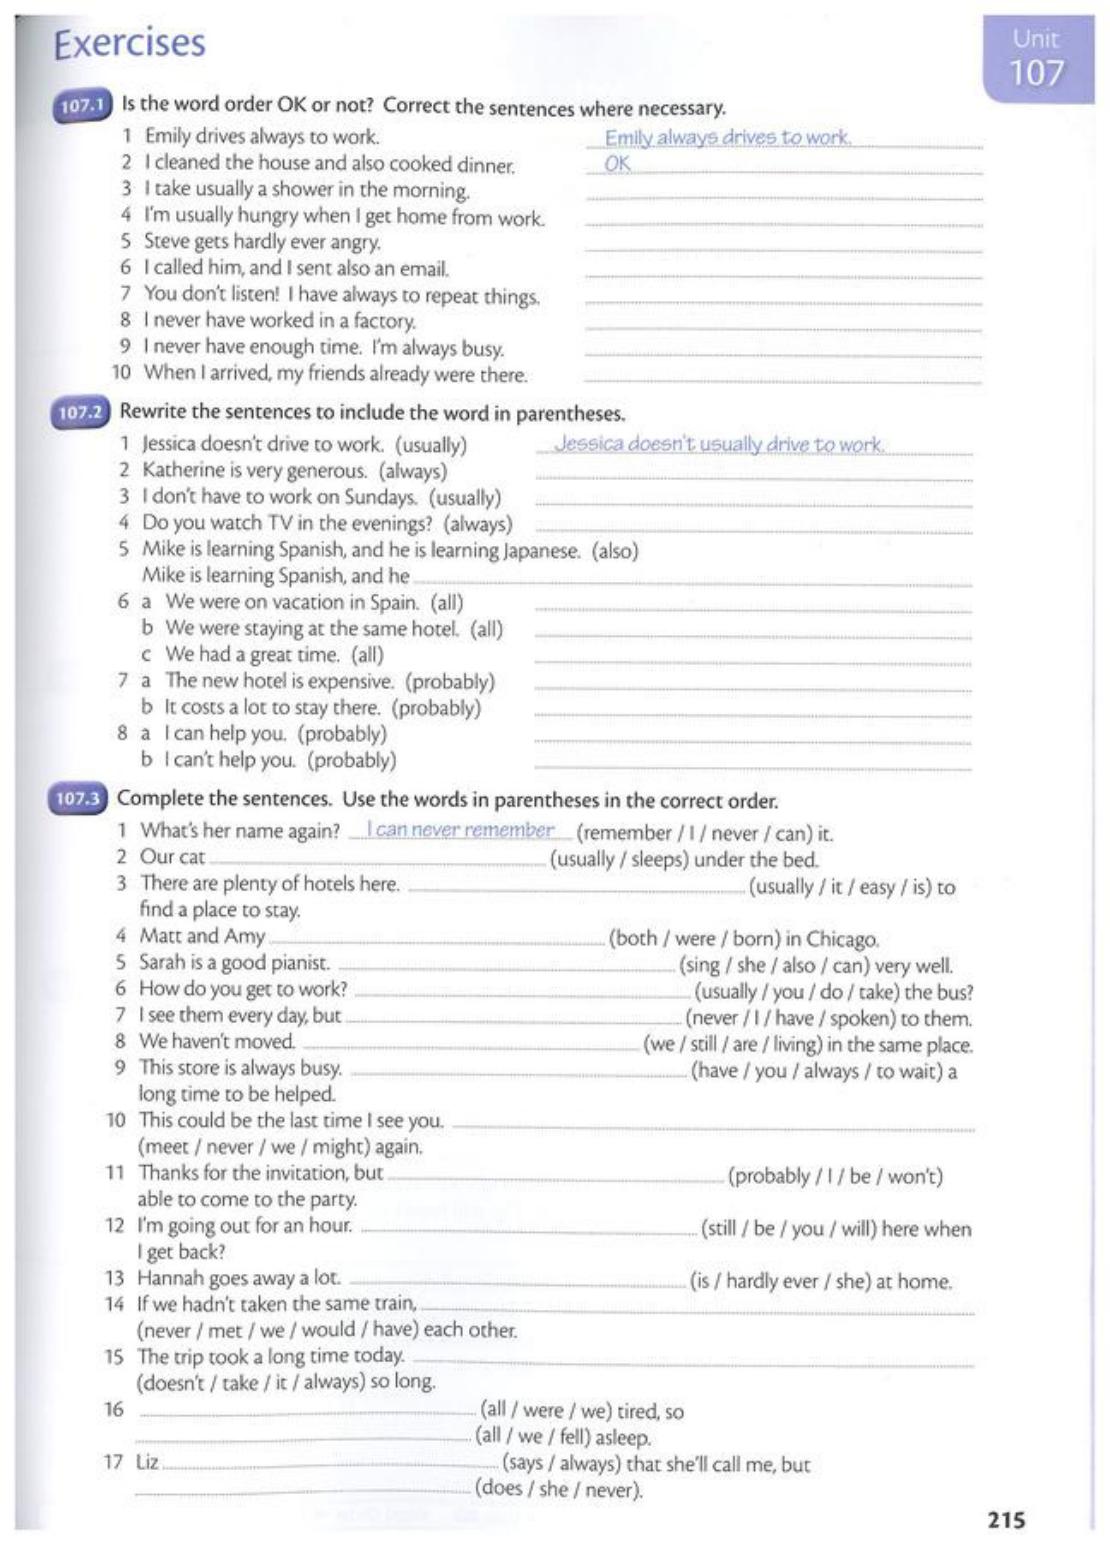 Exercises
Unit
107
107.1 Is the word order OK or not? Correct the sentences where necessary.
1 Emily drives always to work. Emily always drives to work.
2 I cleaned the house and also cooked dinner. OK
3 I take usually a shower in the morning.
4 I'm usually hungry when I get home from work.
5 Steve gets hardly ever angry.
6 I called him, and I sent also an email.
7 You don't listen! I have always to repeat things.
8 I never have worked in a factory.
9 I never have enough time. I'm always busy.
10 When I arrived, my friends already were there.
107.2 Rewrite the sentences to include the word in parentheses.
1 Jessica doesn't drive to work. (usually) Jessica doesn't usually drive to work.
2 Katherine is very generous. (always)
3 I don't have to work on Sundays. (usually)
4 Do you watch TV in the evenings? (always)
5 Mike is learning Spanish, and he is learning Japanese. (also)
Mike is learning Spanish, and he
6 a We were on vacation in Spain. (all)
b We were staying at the same hotel. (all)
c We had a great time. (all)
7 a The new hotel is expensive. (probably)
b It costs a lot to stay there. (probably)
8 a I can help you. (probably)
b I can't help you. (probably)
107.3 Complete the sentences. Use the words in parentheses in the correct order.
1 What's her name again? I can never remember (remember / I / never / can) it.
2 Our cat (usually / sleeps) under the bed.
3 There are plenty of hotels here. (usually / it / easy / is) to
find a place to stay.
4 Matt and Amy (both / were / born) in Chicago.
5 Sarah is a good pianist. (sing / she / also / can) very well.
6 How do you get to work? (usually / you / do / take) the bus?
7 I see them every day, but (never / I / have / spoken) to them.
8 We haven't moved. (we / still / are / living) in the same place.
9 This store is always busy. (have / you / always / to wait) a
long time to be helped.
10 This could be the last time I see you.
(meet / never / we / might) again.
11 Thanks for the invitation, but (probably / I / be / won't)
able to come to the party.
12 I'm going out for an hour. (still / be / you / will) here when
I get back?
13 Hannah goes away a lot. (is / hardly ever / she) at home.
14 If we hadn't taken the same train,
(never / met / we / would / have) each other.
15 The trip took a long time today.
(doesn't / take / it / always) so long.
16 (all / were / we) tired, so
(all / we / fell) asleep.
17 Liz (says / always) that she'll call me, but
(does / she / never).
215